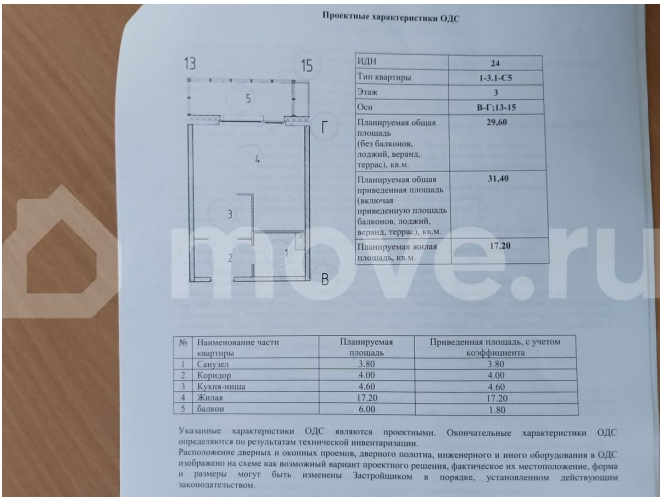 Проектные характеристики ОДС
13
15
5
Г
4
3
2
1
В
ИДН 24
Тип квартиры 1-3.1-С5
Этаж 3
Оси В-Г;13-15
Планируемая общая 29,60
площадь
(без балконов,
лоджий, веранд,
террас), кв.м.
Планируемая общая 31,40
приведенная площадь
(включая
приведенную площадь
балконов, лоджий,
веранд, террас), кв.м.
Планируемая жилая 17.20
площадь, кв.м.
move.ru
№ Наименование части Планируемая Приведенная площадь, с учетом
квартиры площадь коэффициента
1 Санузел 3.80 3.80
2 Коридор 4.00 4.00
3 Кухня-ниша 4.60 4.60
4 Жилая 17.20 17.20
5 балкон 6.00 1.80
Указанные характеристики ОДС являются проектными. Окончательные характеристики ОДС
определяются по результатам технической инвентаризации.
Расположение дверных и оконных проемов, дверного полотна, инженерного и иного оборудования в ОДС
изображено на схеме как возможный вариант проектного решения, фактическое их местоположение, форма
и размеры могут быть изменены Застройщиком в порядке, установленном действующим
законодательством.